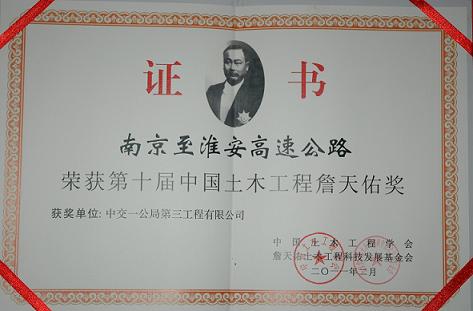 证书
南京至淮安高速公路
荣获第十届中国土木工程詹天佑奖
获奖单位:中交一公局第三工程有限公司
中国土木工程学会
詹天佑土木工程科技发展基金会
二〇一一年二月